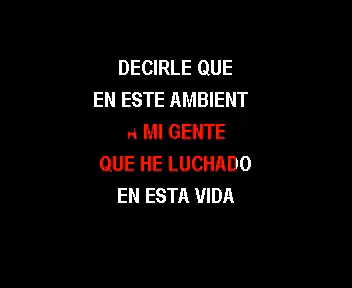 DECIRLE QUE
EN ESTE AMBIENT
A MI GENTE
QUE HE LUCHADO
EN ESTA VIDA